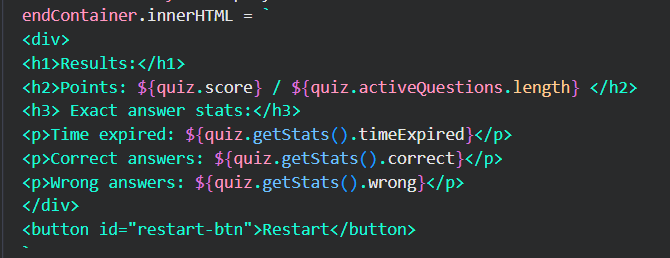 endContainer.innerHTML = `
<div>
<h1>Results:</h1>
<h2>Points: ${quiz.score} / ${quiz.activeQuestions.length} </h2>
<h3> Exact answer stats:</h3>
<p>Time expired: ${quiz.getStats().timeExpired}</p>
<p>Correct answers: ${quiz.getStats().correct}</p>
<p>Wrong answers: ${quiz.getStats().wrong}</p>
</div>
<button id="restart-btn">Restart</button>
`